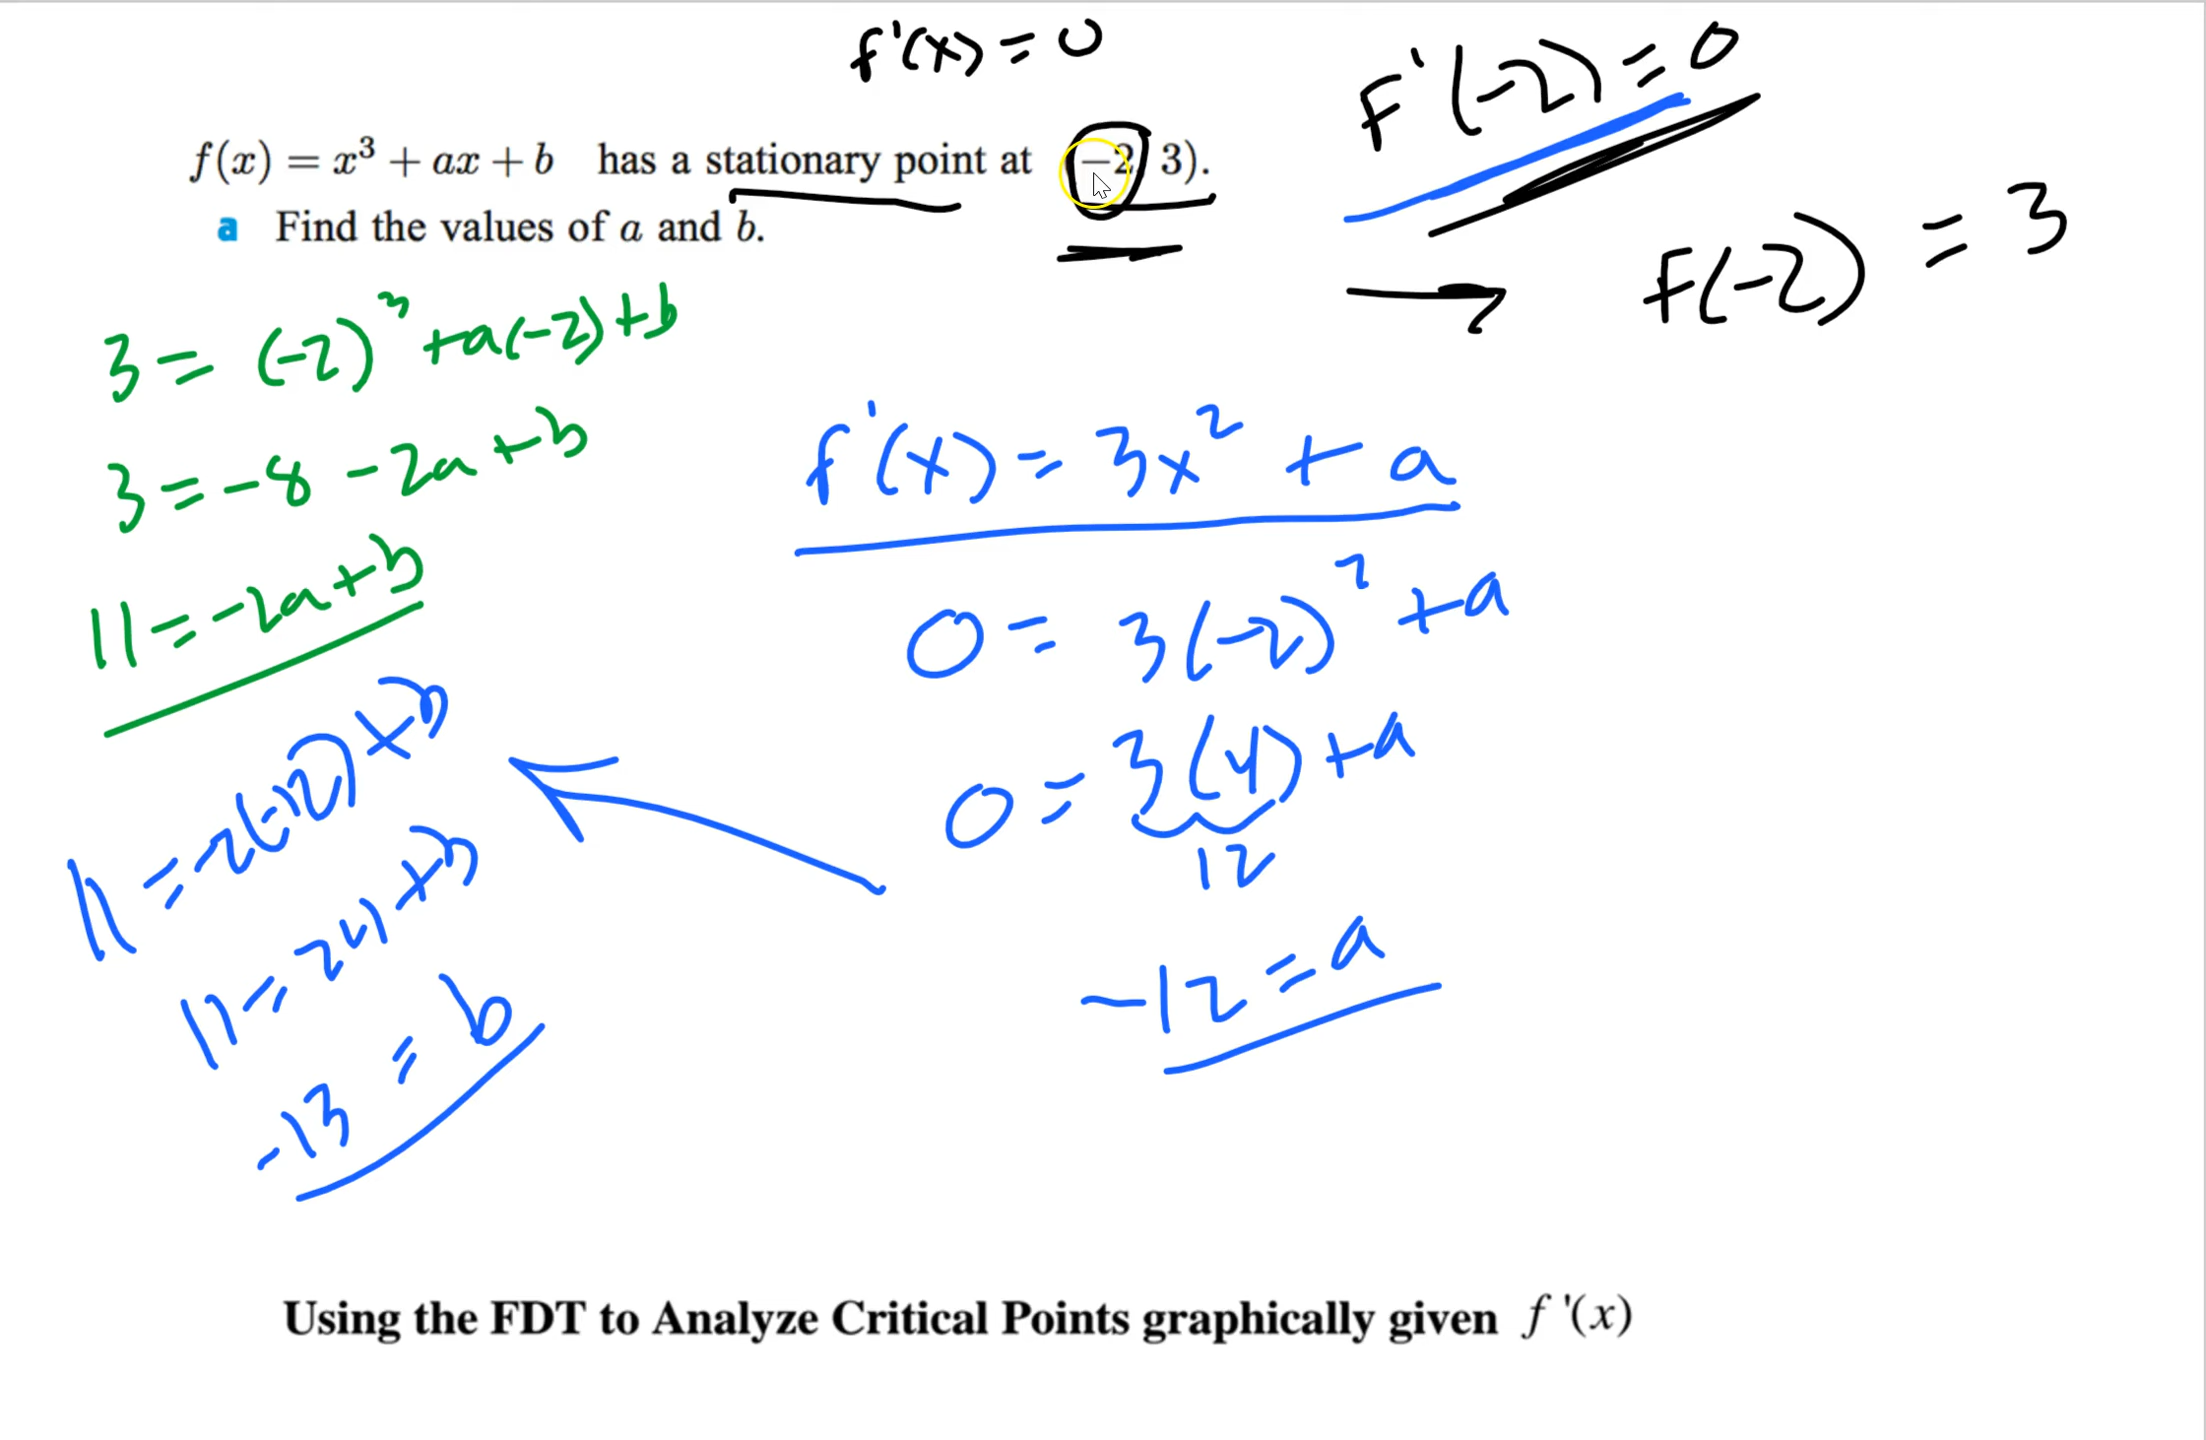 f'(x) = 0
F'(-2) = 0
f(x) = x³ + ax + b has a stationary point at (-2, 3).
F(-2) = 3
a Find the values of a and b.
3 = (-2)³ + a(-2) + b
3 = -8 - 2a + b
11 = -2a + b
11 = -2(-12) + b
11 = 24 + b
-13 = b
f'(x) = 3x² + a
0 = 3(-2)² + a
0 = 3(4) + a
12
-12 = a
Using the FDT to Analyze Critical Points graphically given f '(x)